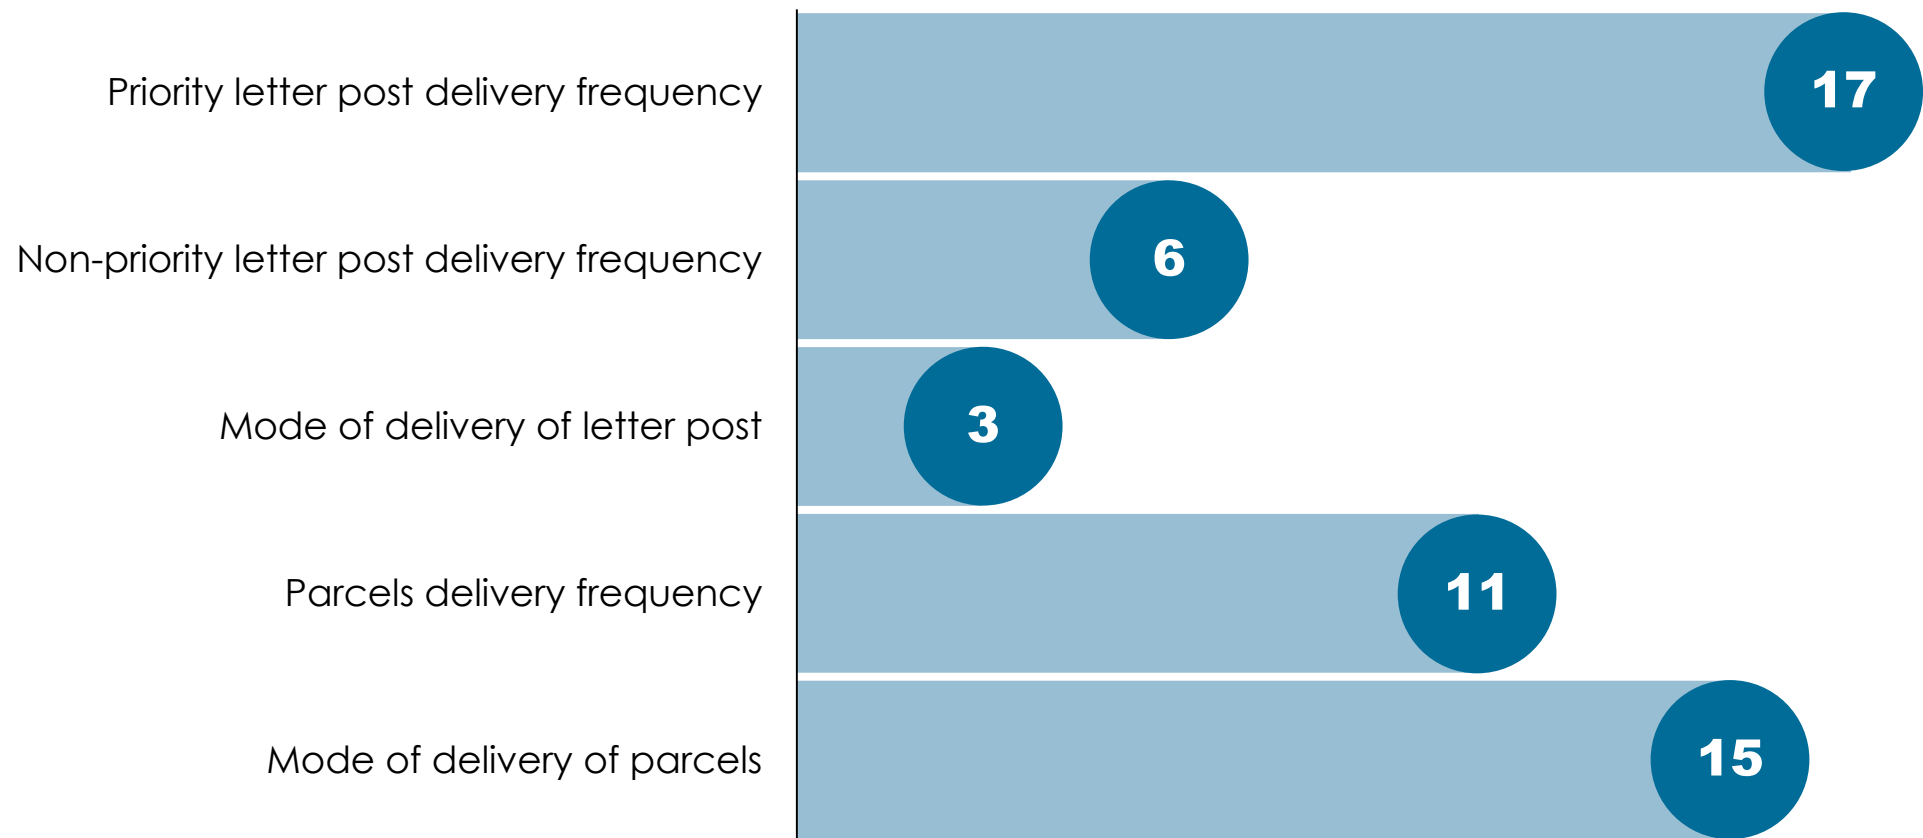 Priority letter post delivery frequency 17
Non-priority letter post delivery frequency 6
Mode of delivery of letter post 3
Parcels delivery frequency 11
Mode of delivery of parcels 15